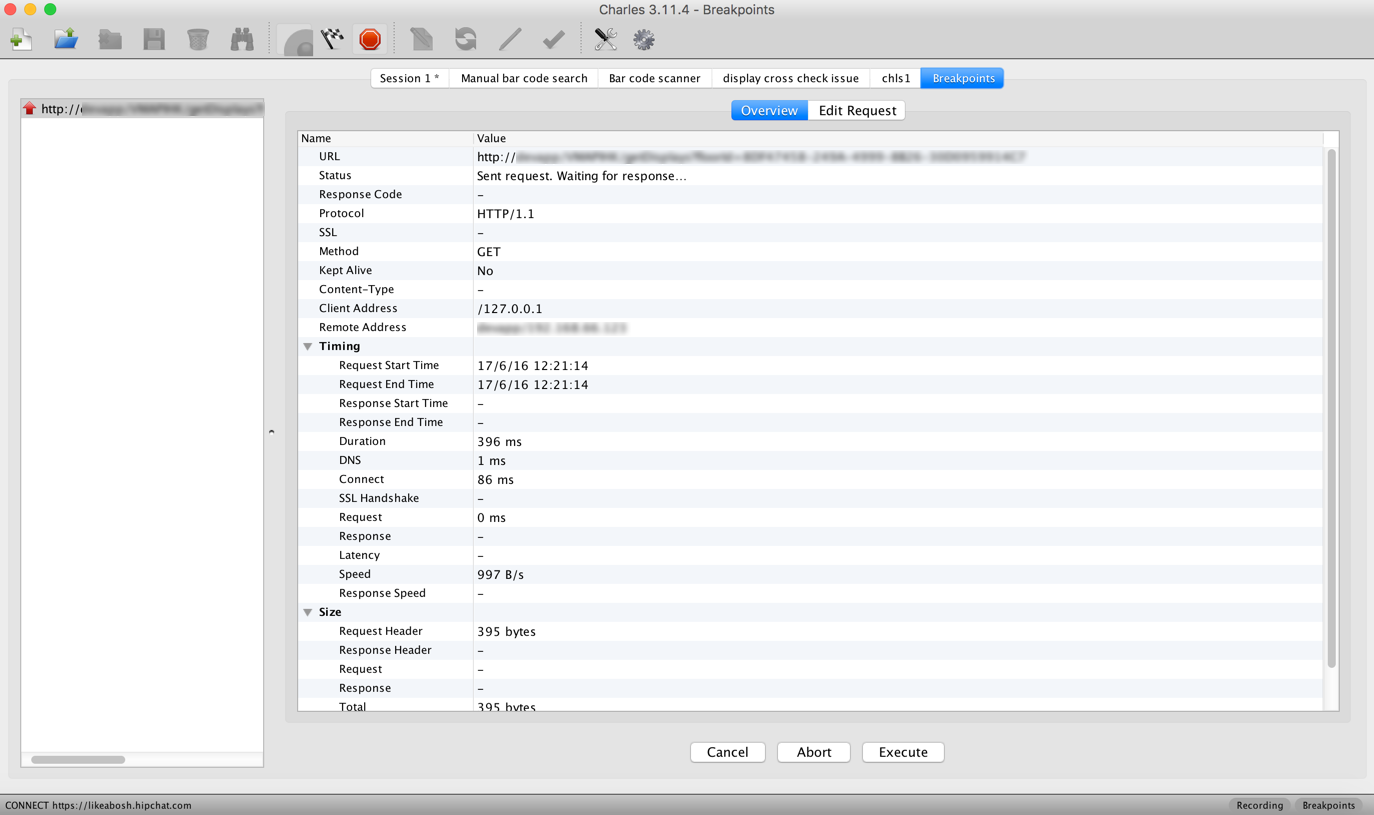 Charles 3.11.4 - Breakpoints
Session 1 *
Manual bar code search
Bar code scanner
display cross check issue
chls1
Breakpoints
http://
Overview
Edit Request
Name Value
URL http://
Status Sent request. Waiting for response...
Response Code –
Protocol HTTP/1.1
SSL –
Method GET
Kept Alive No
Content-Type –
Client Address /127.0.0.1
Remote Address
Timing
Request Start Time 17/6/16 12:21:14
Request End Time 17/6/16 12:21:14
Response Start Time –
Response End Time –
Duration 396 ms
DNS 1 ms
Connect 86 ms
SSL Handshake –
Request 0 ms
Response –
Latency –
Speed 997 B/s
Response Speed –
Size
Request Header 395 bytes
Response Header –
Request –
Response –
Total 395 bytes
Cancel
Abort
Execute
CONNECT https://likeabosh.hipchat.com
Recording
Breakpoints